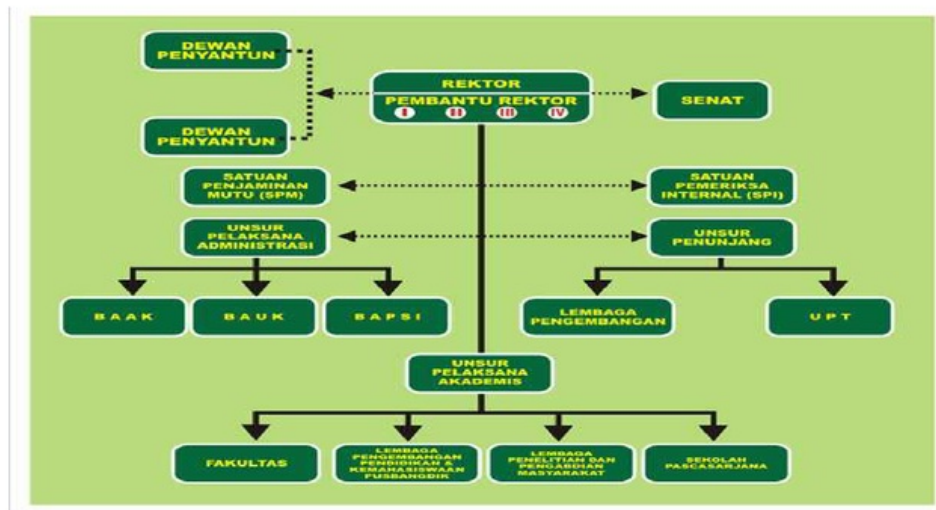 DEWAN
PENYANTUN
REKTOR
PEMBANTU REKTOR
I II III IV
SENAT
DEWAN
PENYANTUN
SATUAN
PENJAMINAN
MUTU (SPM)
SATUAN
PEMERIKSA
INTERNAL (SPI)
UNSUR
PELAKSANA
ADMINISTRASI
UNSUR
PENUNJANG
BAAK
BAUK
BAPSI
LEMBAGA
PENGEMBANGAN
UPT
UNSUR
PELAKSANA
AKADEMIS
FAKULTAS
LEMBAGA
PENGEMBANGAN
PENDIDIKAN &
KEMAHASISWAAN
PUSBANGDIK
LEMBAGA
PENELITIAN DAN
PENGABDIAN
MASYARAKAT
SEKOLAH
PASCASARJANA